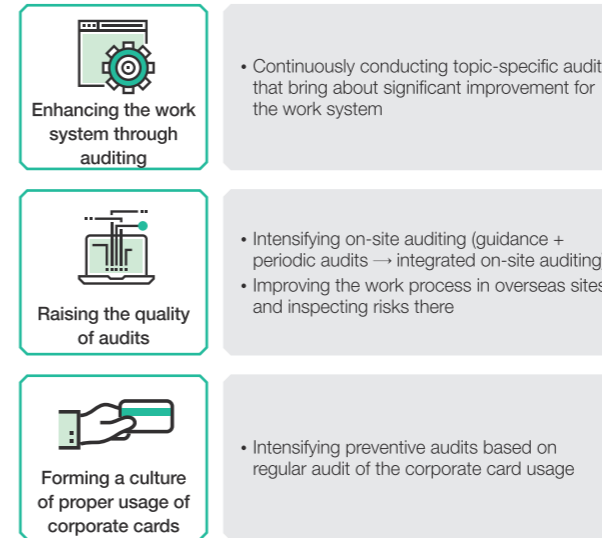 Enhancing the work
system through
auditing
• Continuously conducting topic-specific audit
that bring about significant improvement for
the work system
Raising the quality
of audits
• Intensifying on-site auditing (guidance +
periodic audits → integrated on-site auditing
• Improving the work process in overseas sites
and inspecting risks there
Forming a culture
of proper usage of
corporate cards
• Intensifying preventive audits based on
regular audit of the corporate card usage